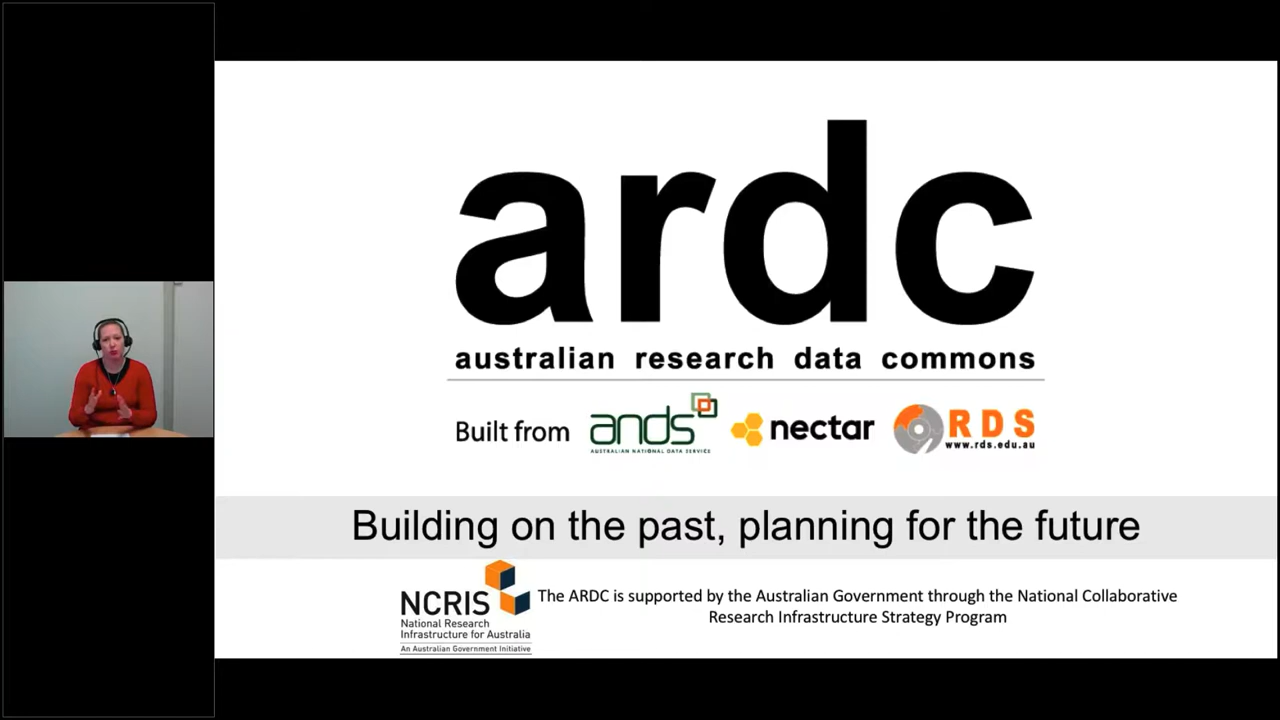 ardc
australian research data commons
Built from ands nectar RDS
AUSTRALIAN NATIONAL DATA SERVICE
www.rds.edu.au
Building on the past, planning for the future
NCRIS
National Research
Infrastructure for Australia
An Australian Government Initiative
The ARDC is supported by the Australian Government through the National Collaborative
Research Infrastructure Strategy Program